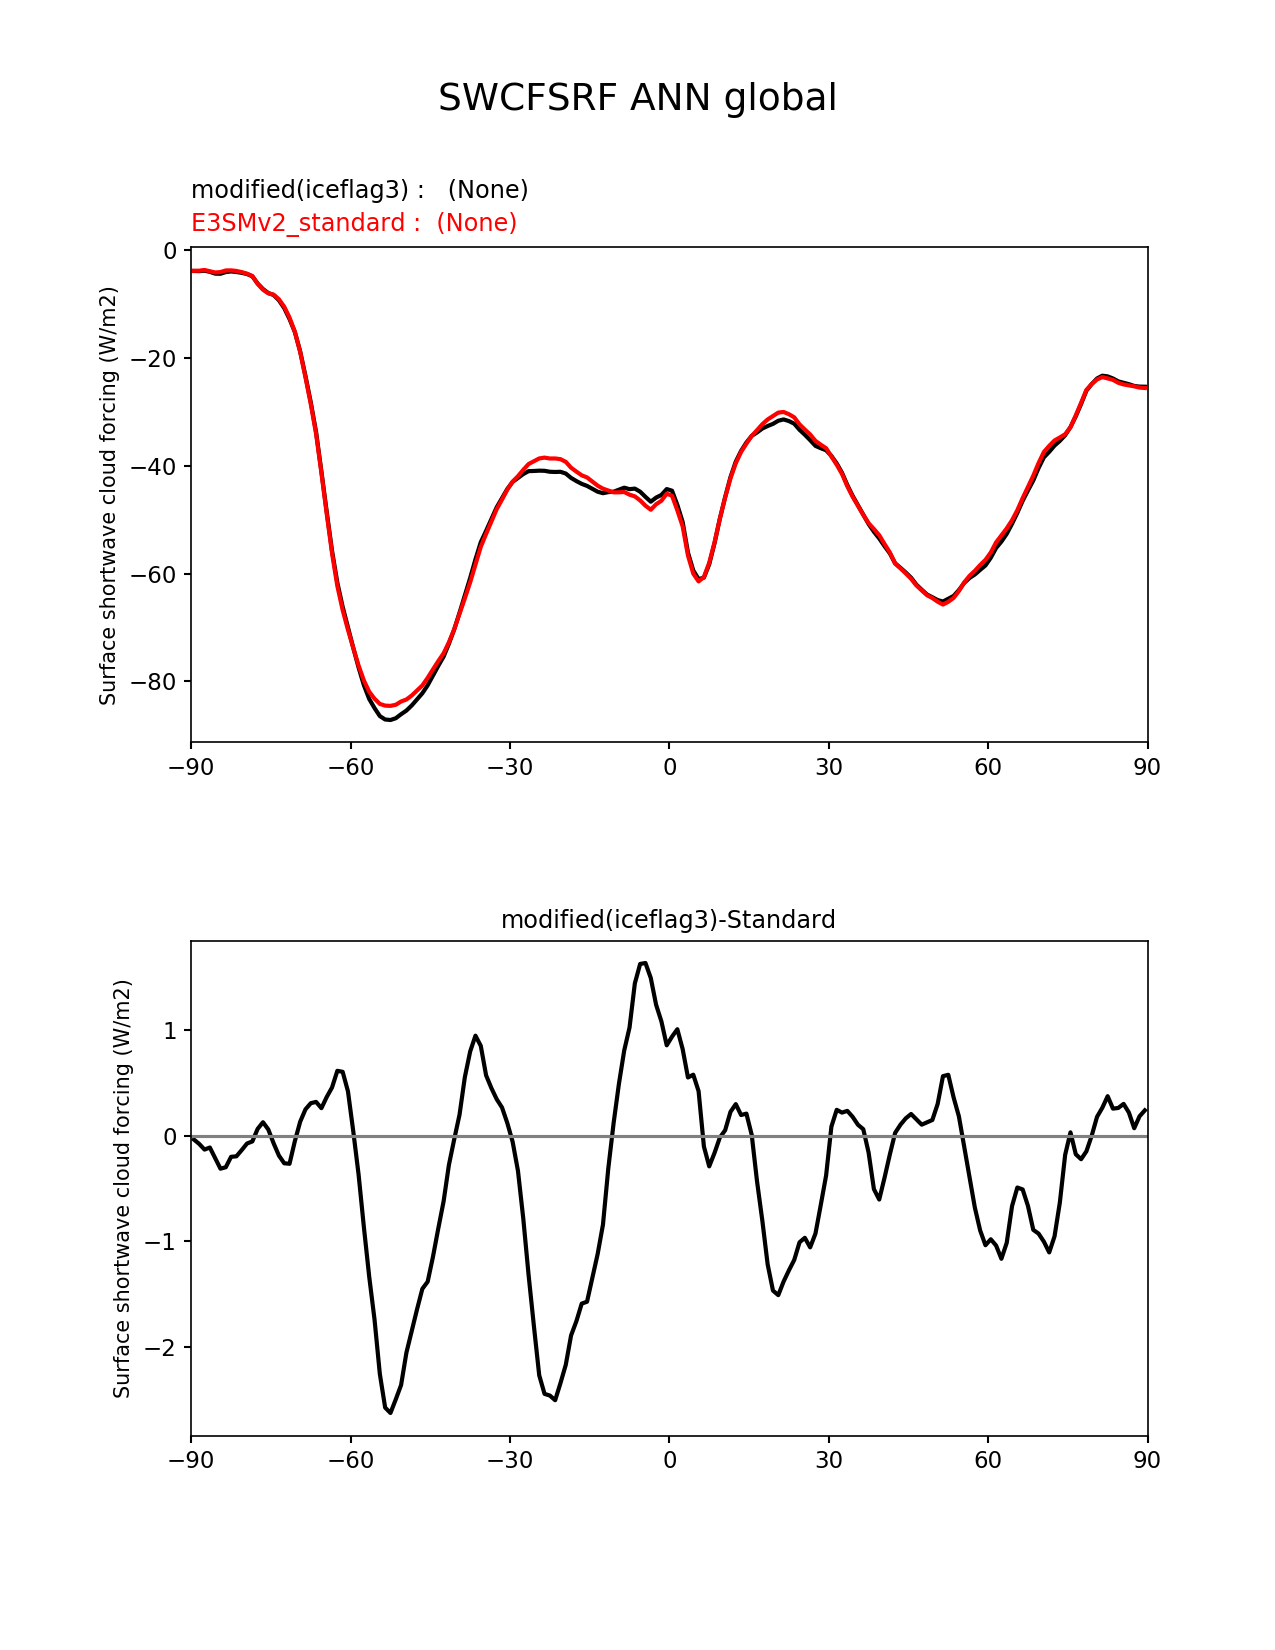 SWCFSRF ANN global
modified(iceflag3) :   (None)
E3SMv2_standard :  (None)
Surface shortwave cloud forcing (W/m2)
0
−20
−40
−60
−80
−90 −60 −30 0 30 60 90
modified(iceflag3)-Standard
Surface shortwave cloud forcing (W/m2)
1
0
−1
−2
−90 −60 −30 0 30 60 90